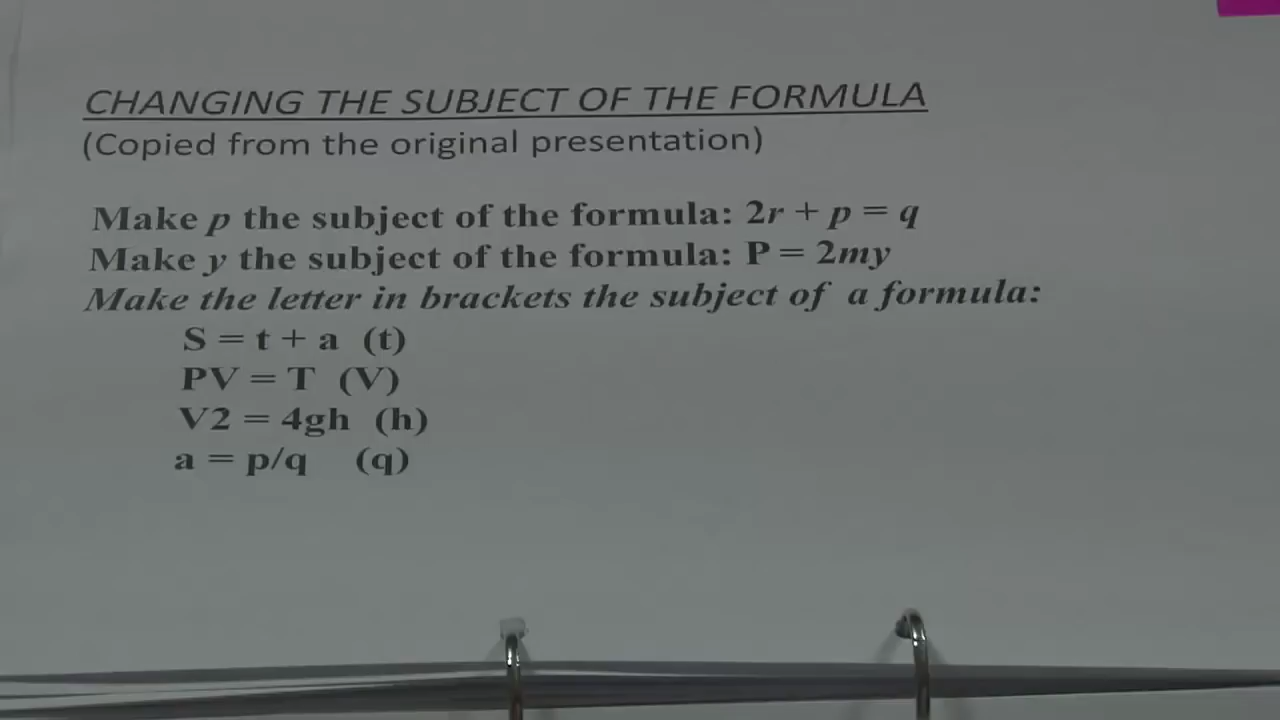 CHANGING THE SUBJECT OF THE FORMULA
(Copied from the original presentation)
Make p the subject of the formula: 2r + p = q
Make y the subject of the formula: P = 2my
Make the letter in brackets the subject of a formula:
S = t + a (t)
PV = T (V)
V2 = 4gh (h)
a = p/q (q)